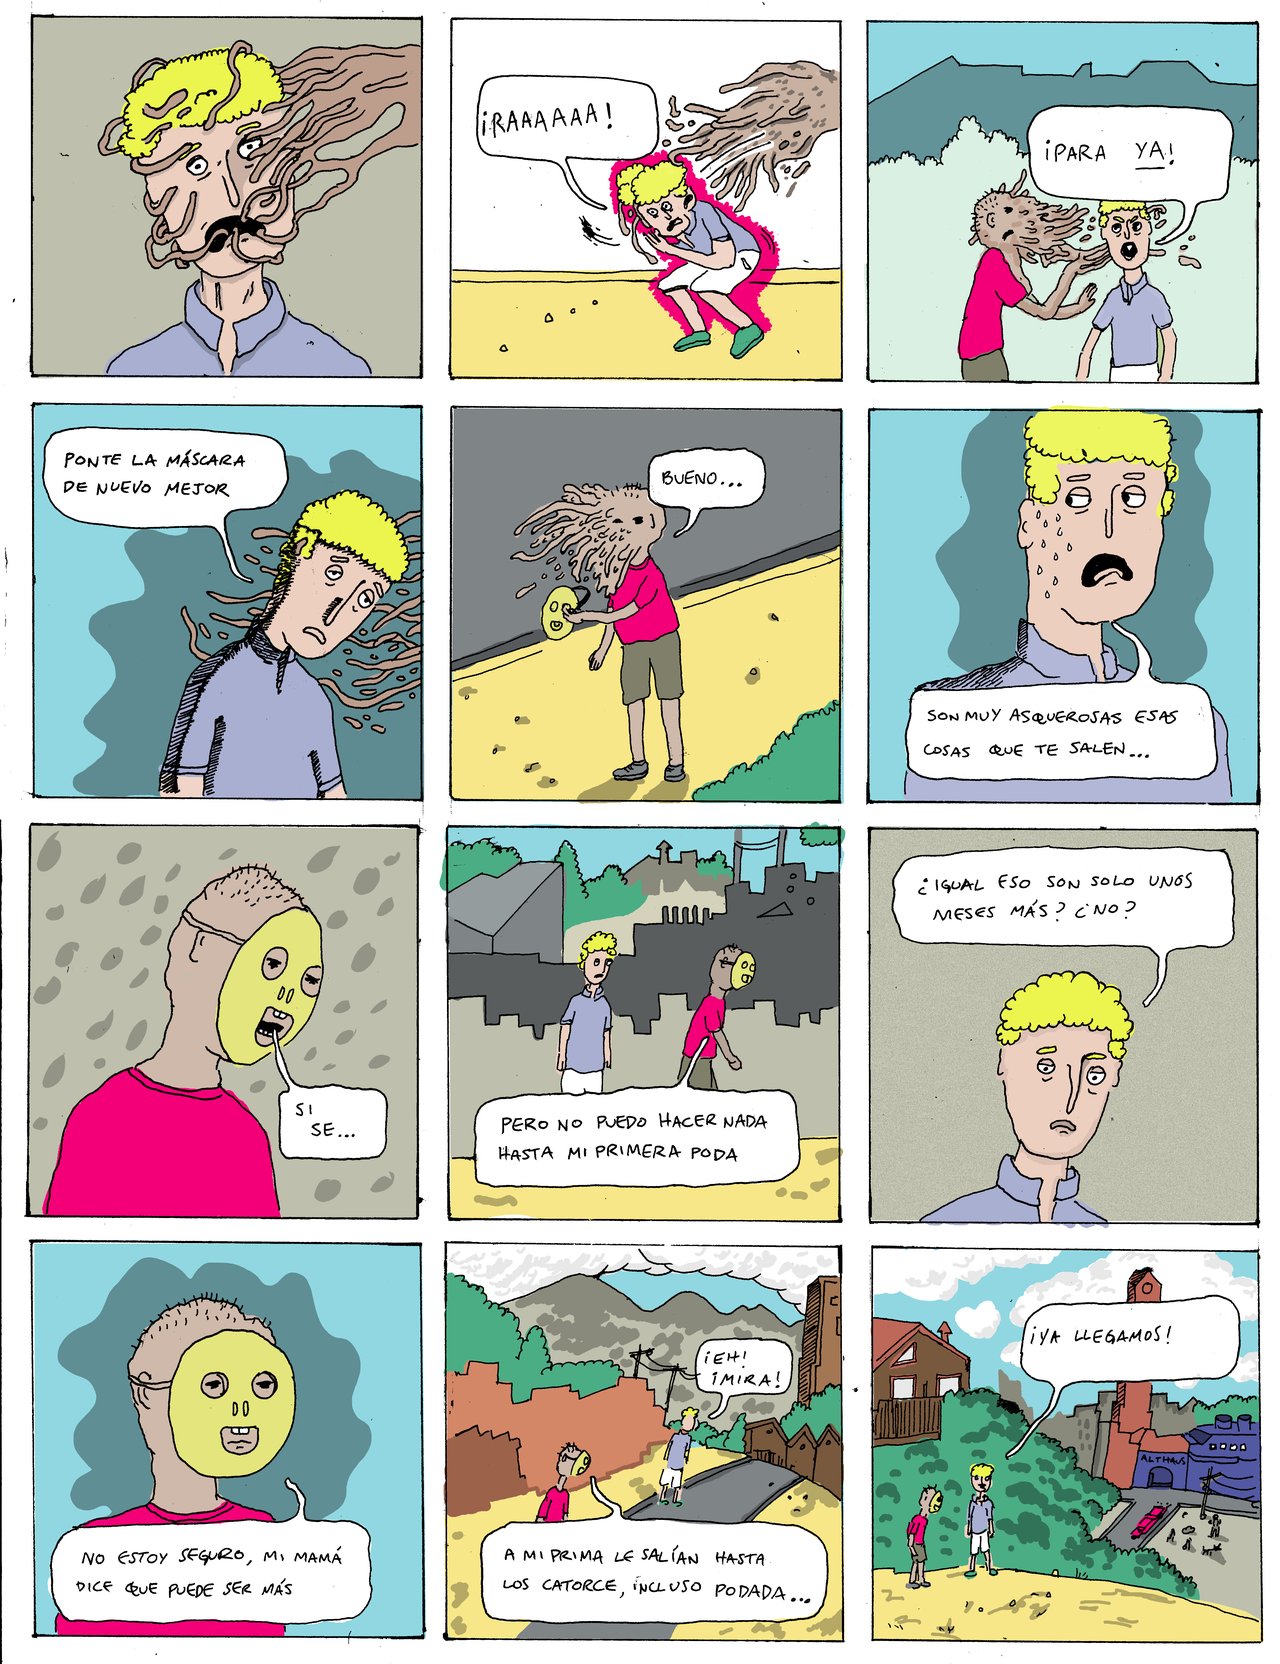 ¡RAAAAAA!
¡PARA YA!
PONTE LA MÁSCARA
DE NUEVO MEJOR
BUENO...
SON MUY ASQUEROSAS ESAS
COSAS QUE TE SALEN...
SI
SE...
PERO NO PUEDO HACER NADA
HASTA MI PRIMERA PODA
¿IGUAL ESO SON SOLO UNOS
MESES MÁS? ¿NO?
NO ESTOY SEGURO, MI MAMÁ
DICE QUE PUEDE SER MÁS
¡EH!
¡MIRA!
A MI PRIMA LE SALÍAN HASTA
LOS CATORCE, INCLUSO PODADA...
¡YA LLEGAMOS!
ALTHAUS